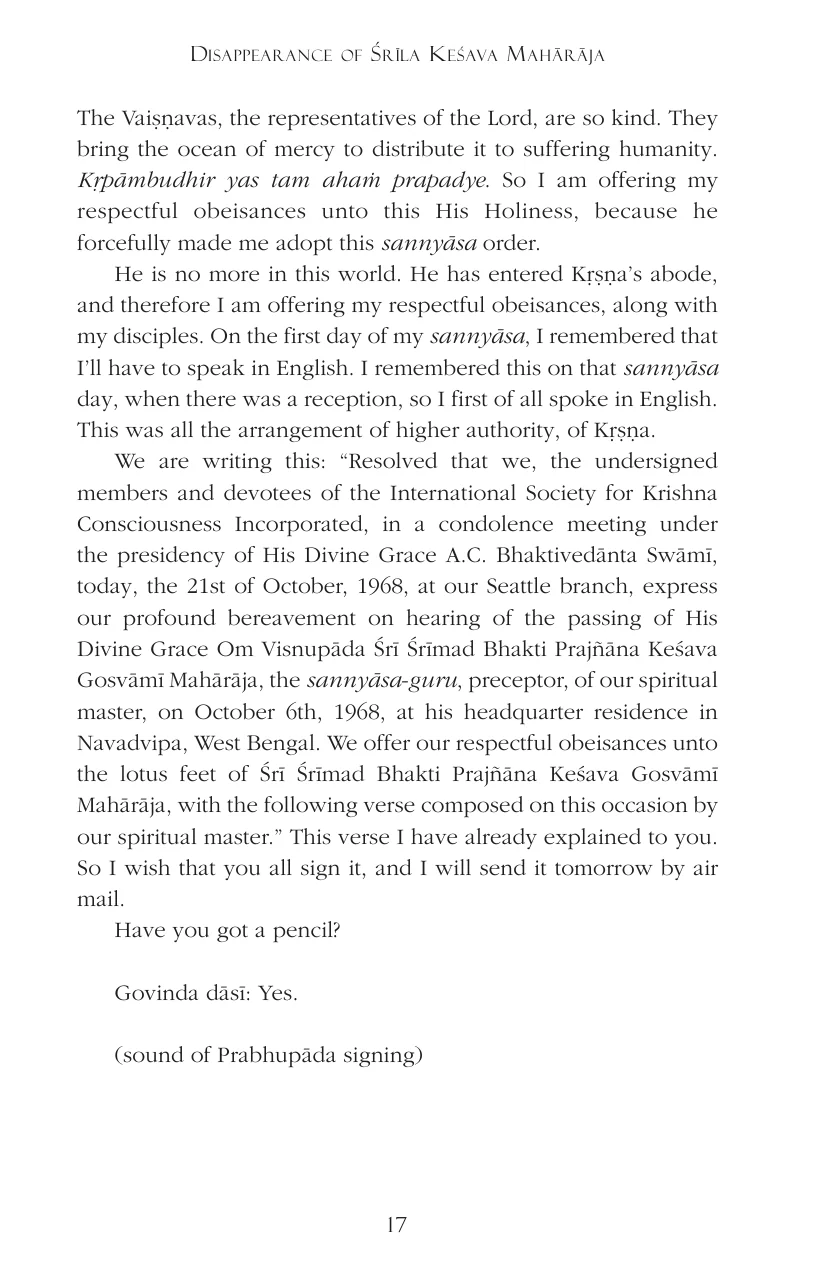 Disappearance of Śrīla Keśava Mahārāja
The Vaiṣṇavas, the representatives of the Lord, are so kind. They
bring the ocean of mercy to distribute it to suffering humanity.
Kṛpāmbudhir yas tam ahaṁ prapadye. So I am offering my
respectful obeisances unto this His Holiness, because he
forcefully made me adopt this sannyāsa order.
He is no more in this world. He has entered Kṛṣṇa’s abode,
and therefore I am offering my respectful obeisances, along with
my disciples. On the first day of my sannyāsa, I remembered that
I’ll have to speak in English. I remembered this on that sannyāsa
day, when there was a reception, so I first of all spoke in English.
This was all the arrangement of higher authority, of Kṛṣṇa.
We are writing this: “Resolved that we, the undersigned
members and devotees of the International Society for Krishna
Consciousness Incorporated, in a condolence meeting under
the presidency of His Divine Grace A.C. Bhaktivedānta Swāmī,
today, the 21st of October, 1968, at our Seattle branch, express
our profound bereavement on hearing of the passing of His
Divine Grace Om Visnupāda Śrī Śrīmad Bhakti Prajñāna Keśava
Gosvāmī Mahārāja, the sannyāsa-guru, preceptor, of our spiritual
master, on October 6th, 1968, at his headquarter residence in
Navadvipa, West Bengal. We offer our respectful obeisances unto
the lotus feet of Śrī Śrīmad Bhakti Prajñāna Keśava Gosvāmī
Mahārāja, with the following verse composed on this occasion by
our spiritual master.” This verse I have already explained to you.
So I wish that you all sign it, and I will send it tomorrow by air
mail.
Have you got a pencil?
Govinda dāsī: Yes.
(sound of Prabhupāda signing)
17